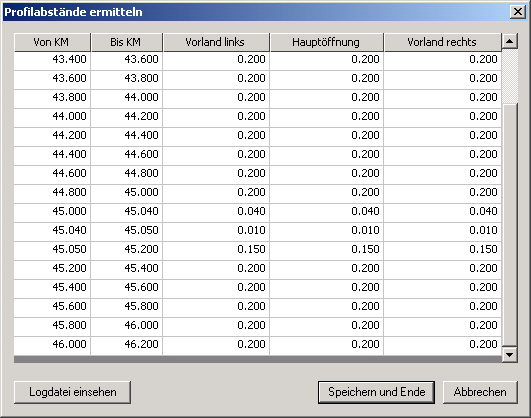 Profilabstände ermitteln
Von KM Bis KM Vorland links Hauptöffnung Vorland rechts
43.400 43.600 0.200 0.200 0.200
43.600 43.800 0.200 0.200 0.200
43.800 44.000 0.200 0.200 0.200
44.000 44.200 0.200 0.200 0.200
44.200 44.400 0.200 0.200 0.200
44.400 44.600 0.200 0.200 0.200
44.600 44.800 0.200 0.200 0.200
44.800 45.000 0.200 0.200 0.200
45.000 45.040 0.040 0.040 0.040
45.040 45.050 0.010 0.010 0.010
45.050 45.200 0.150 0.150 0.150
45.200 45.400 0.200 0.200 0.200
45.400 45.600 0.200 0.200 0.200
45.600 45.800 0.200 0.200 0.200
45.800 46.000 0.200 0.200 0.200
46.000 46.200 0.200 0.200 0.200
Logdatei einsehen Speichern und Ende Abbrechen